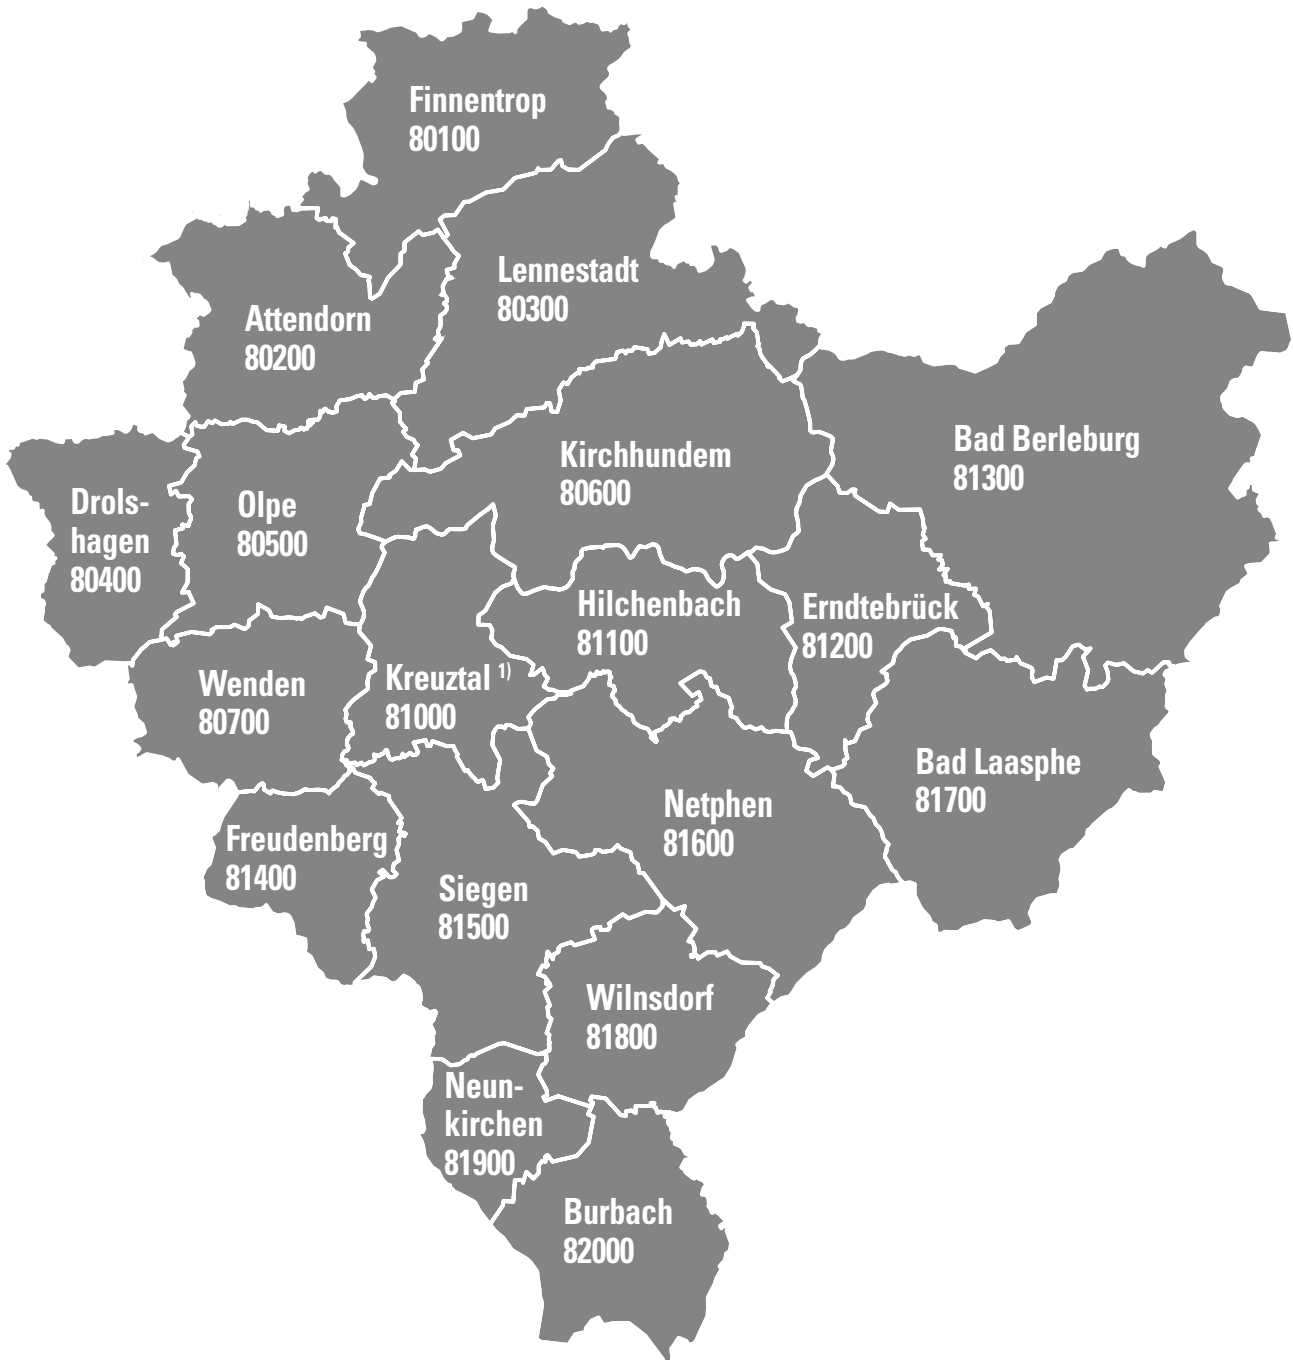 Finnentrop
80100
Lennestadt
80300
Attendorn
80200
Bad Berleburg
81300
Kirchhundem
80600
Drols-
hagen
80400
Olpe
80500
Hilchenbach
81100
Erndtebrück
81200
Wenden
80700
Kreuztal 1)
81000
Bad Laasphe
81700
Netphen
81600
Freudenberg
81400
Siegen
81500
Wilnsdorf
81800
Neun-
kirchen
81900
Burbach
82000